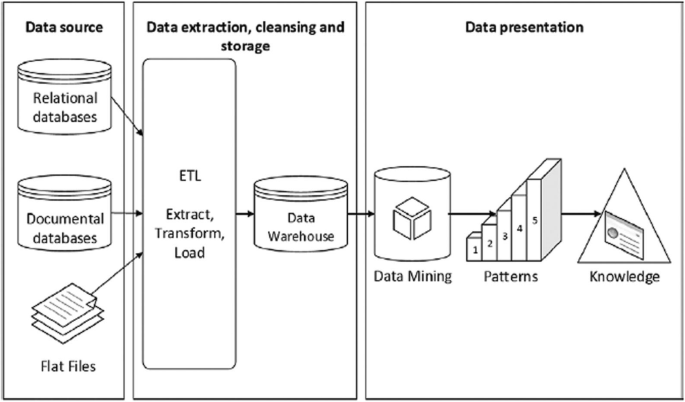 Data source
Relational
databases
Documental
databases
Flat Files
Data extraction, cleansing and
storage
ETL
Extract,
Transform,
Load
Data
Warehouse
Data presentation
Data Mining
1
2
3
4
5
Patterns
Knowledge